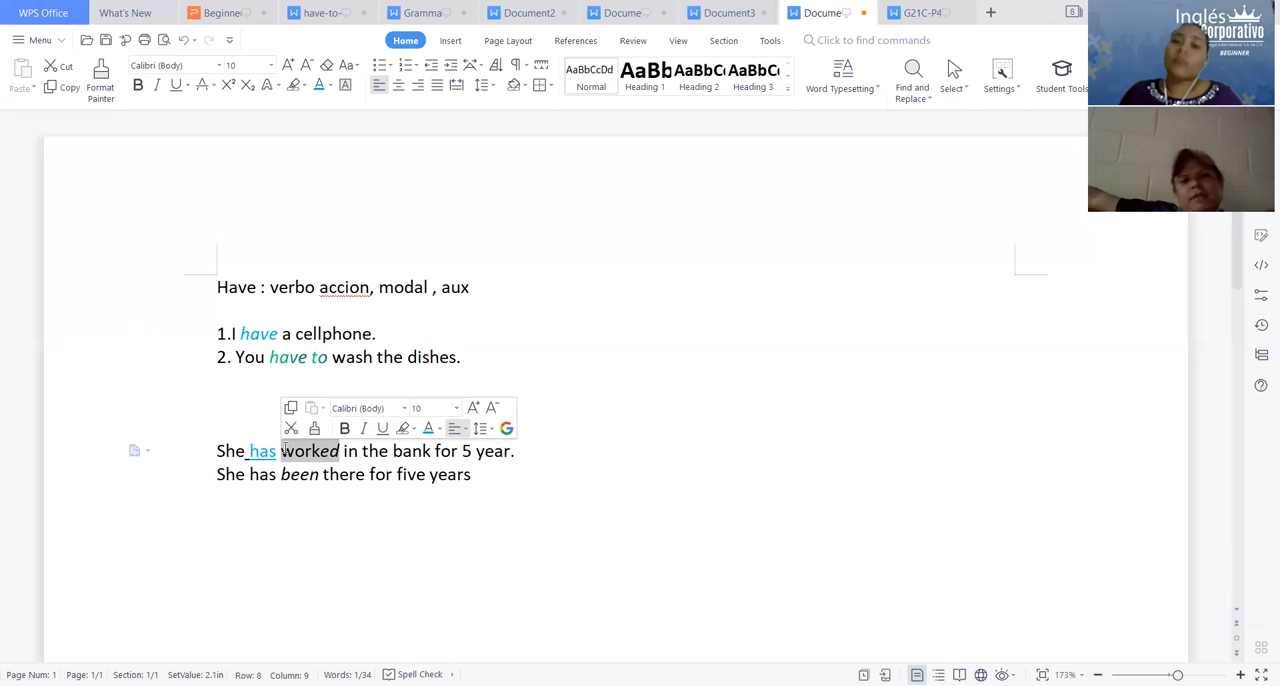 WPS Office What's New Beginner have-to- Gramma Document2 Docume Document3 Docume G21C-P4
Menu Home Insert Page Layout References Review View Section Tools Click to find commands
Paste Cut Copy Format Painter Calibri (Body) 10
AaBbCcDd Normal AaBb Heading 1 AaBbC Heading 2 AaBbC Heading 3 Word Typesetting Find and Replace Select Settings Student Tools
Inglés
Corporativo
BEGINNER
Have : verbo accion, modal , aux
1.I have a cellphone.
2. You have to wash the dishes.
Calibri (Body) 10
She has worked in the bank for 5 year.
She has been there for five years
Page Num: 1 Page: 1/1 Section: 1/1 SetValue: 2.1in Row: 8 Column: 9 Words: 1/34 Spell Check 173%